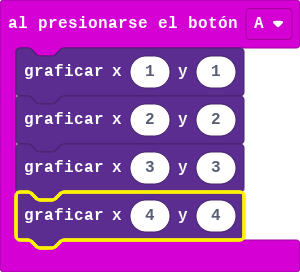 al presionarse el botón A
graficar x 1 y 1
graficar x 2 y 2
graficar x 3 y 3
graficar x 4 y 4